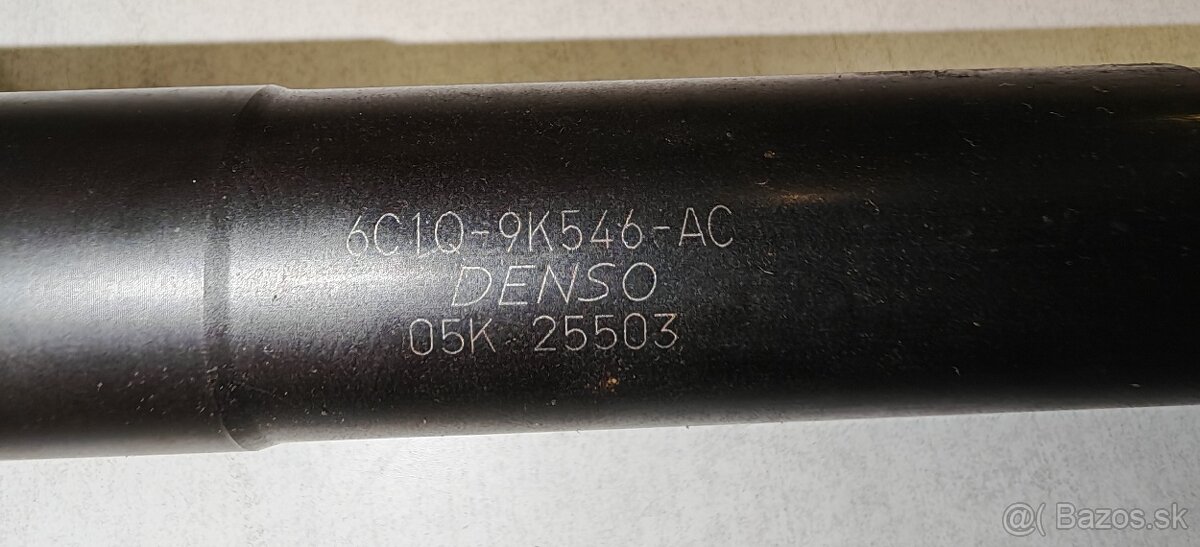 6C1Q-9K546-AC
DENSO
05K 25503
@( Bazos.sk